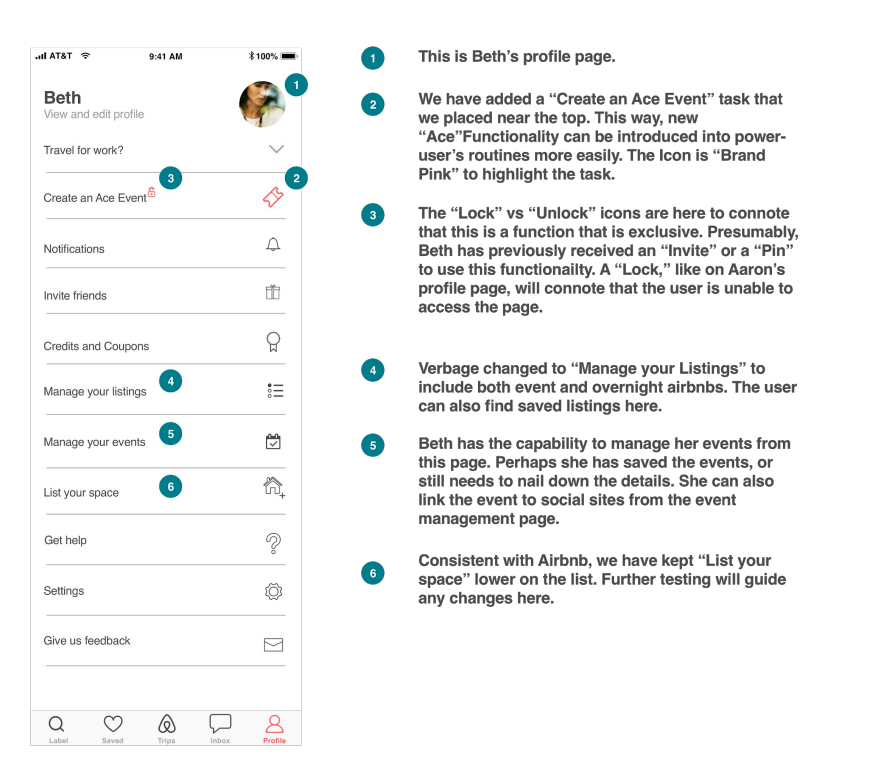 AT&T 9:41 AM 100%
Beth
View and edit profile
1
Travel for work?
3
2
Create an Ace Event
Notifications
Invite friends
Credits and Coupons
Manage your listings
4
Manage your events
5
List your space
6
Get help
Settings
Give us feedback
Label Saved Trips Inbox Profile
1
This is Beth’s profile page.
2
We have added a “Create an Ace Event” task that
we placed near the top. This way, new
“Ace”Functionality can be introduced into power-
user’s routines more easily. The Icon is “Brand
Pink” to highlight the task.
3
The “Lock” vs “Unlock” icons are here to connote
that this is a function that is exclusive. Presumably,
Beth has previously received an “Invite” or a “Pin”
to use this functionailty. A “Lock,” like on Aaron’s
profile page, will connote that the user is unable to
access the page.
4
Verbage changed to “Manage your Listings” to
include both event and overnight airbnbs. The user
can also find saved listings here.
5
Beth has the capability to manage her events from
this page. Perhaps she has saved the events, or
still needs to nail down the details. She can also
link the event to social sites from the event
management page.
6
Consistent with Airbnb, we have kept “List your
space” lower on the list. Further testing will guide
any changes here.